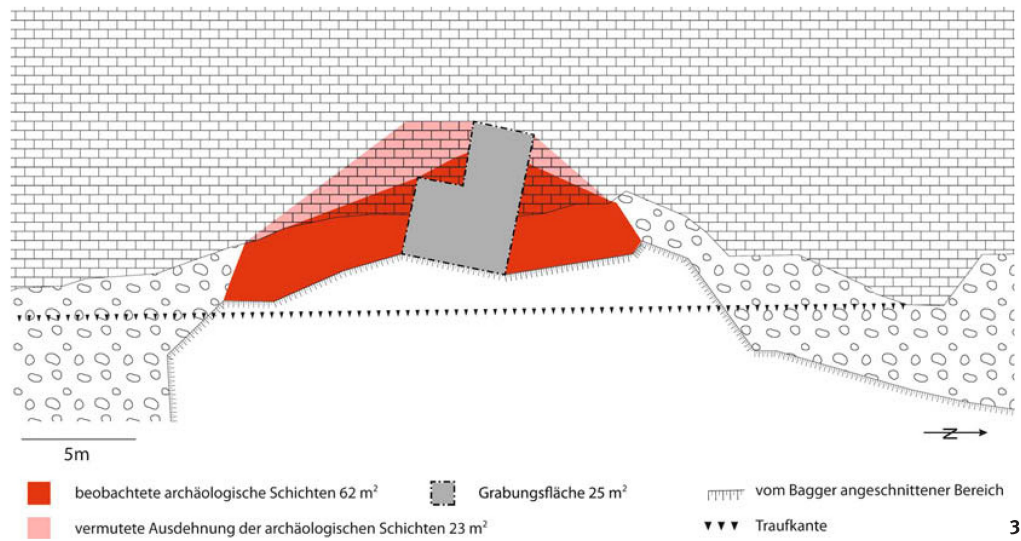 5m
N
beobachtete archäologische Schichten 62 m²
Grabungsfläche 25 m²
vom Bagger angeschnittener Bereich
vermutete Ausdehnung der archäologischen Schichten 23 m²
Traufkante
3